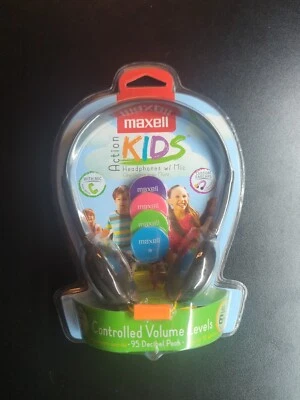 maxell
Action
KIDS
Headphones w/ Mic
maxell
maxell
maxell
maxell
Controlled Volume Levels
95 Decibel Peak